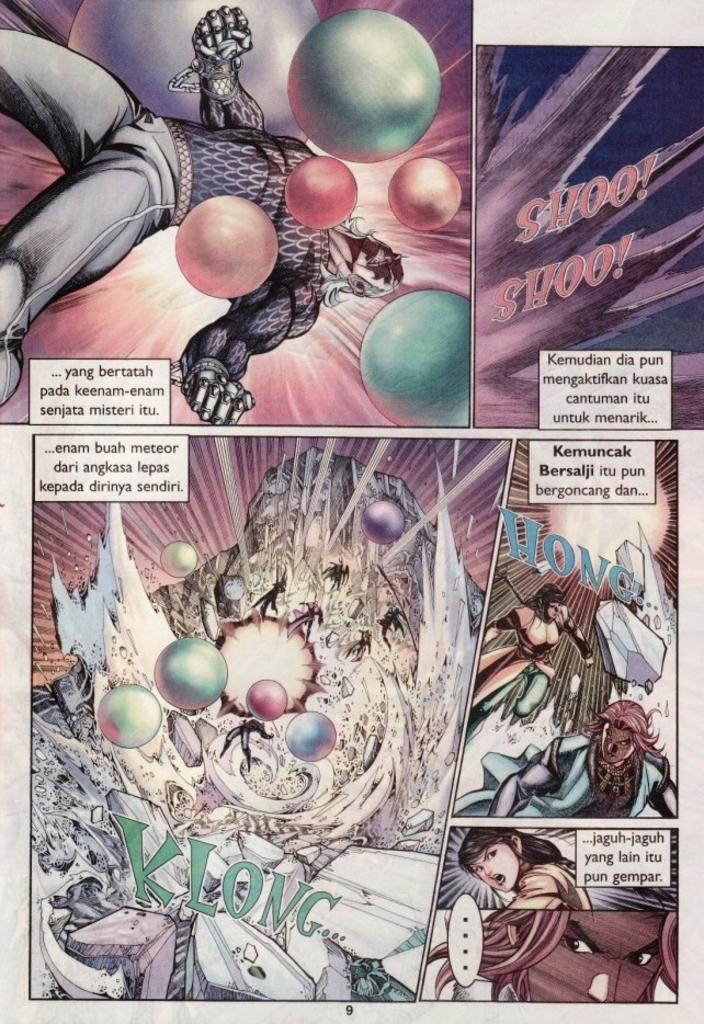 ... yang bertatah
pada keenam-enam
senjata misteri itu.
SHOO!
SHOO!
Kemudian dia pun
mengaktifkan kuasa
cantuman itu
untuk menarik...
...enam buah meteor
dari angkasa lepas
kepada dirinya sendiri.
KLONG...
Kemuncak
Bersalji itu pun
bergoncang dan...
HONG...
...jaguh-jaguh
yang lain itu
pun gempar.
....
9